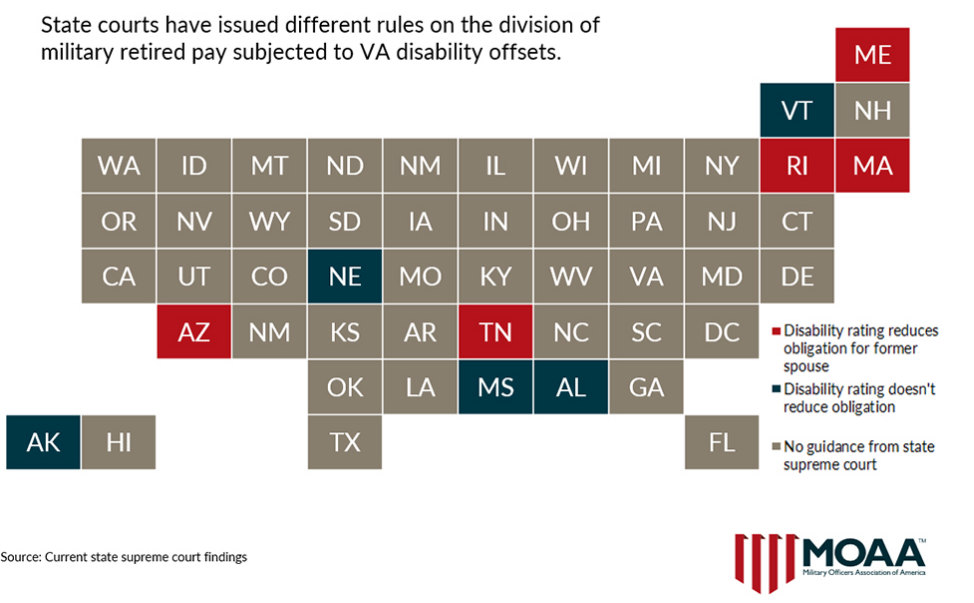 State courts have issued different rules on the division of
military retired pay subjected to VA disability offsets.
ME
VT NH
WA ID MT ND NM IL WI MI NY RI MA
OR NV WY SD IA IN OH PA NJ CT
CA UT CO NE MO KY WV VA MD DE
AZ NM KS AR TN NC SC DC
OK LA MS AL GA
AK HI TX FL
Disability rating reduces
obligation for former
spouse
Disability rating doesn't
reduce obligation
No guidance from state
supreme court
Source: Current state supreme court findings
MOAA™
Military Officers Association of America